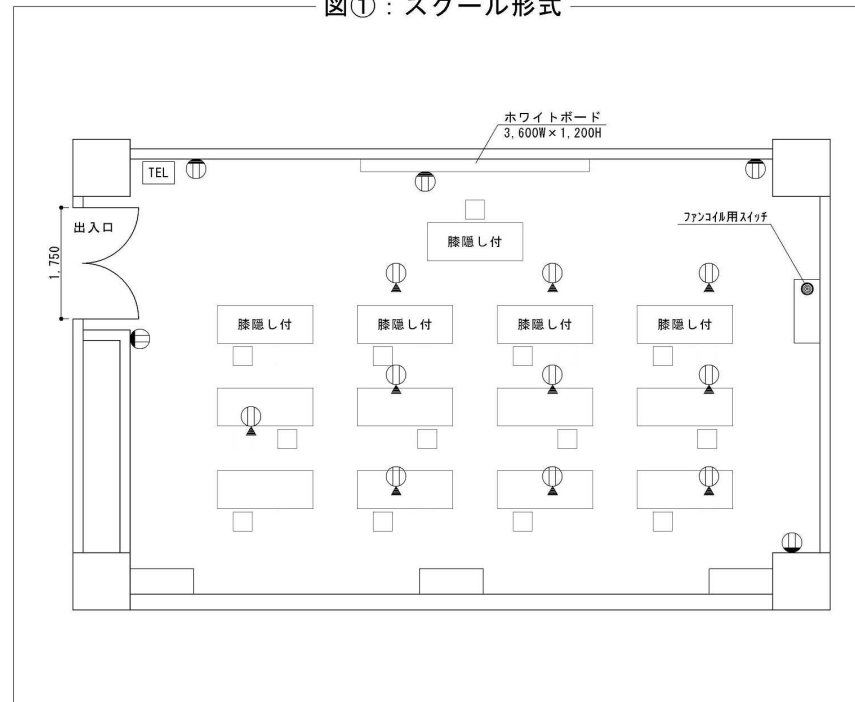 図①：スクール形式
ホワイトボード
3,600W×1,200H
TEL
出入口
1,750
ファンコイル用スイッチ
膝隠し付
膝隠し付
膝隠し付
膝隠し付
膝隠し付